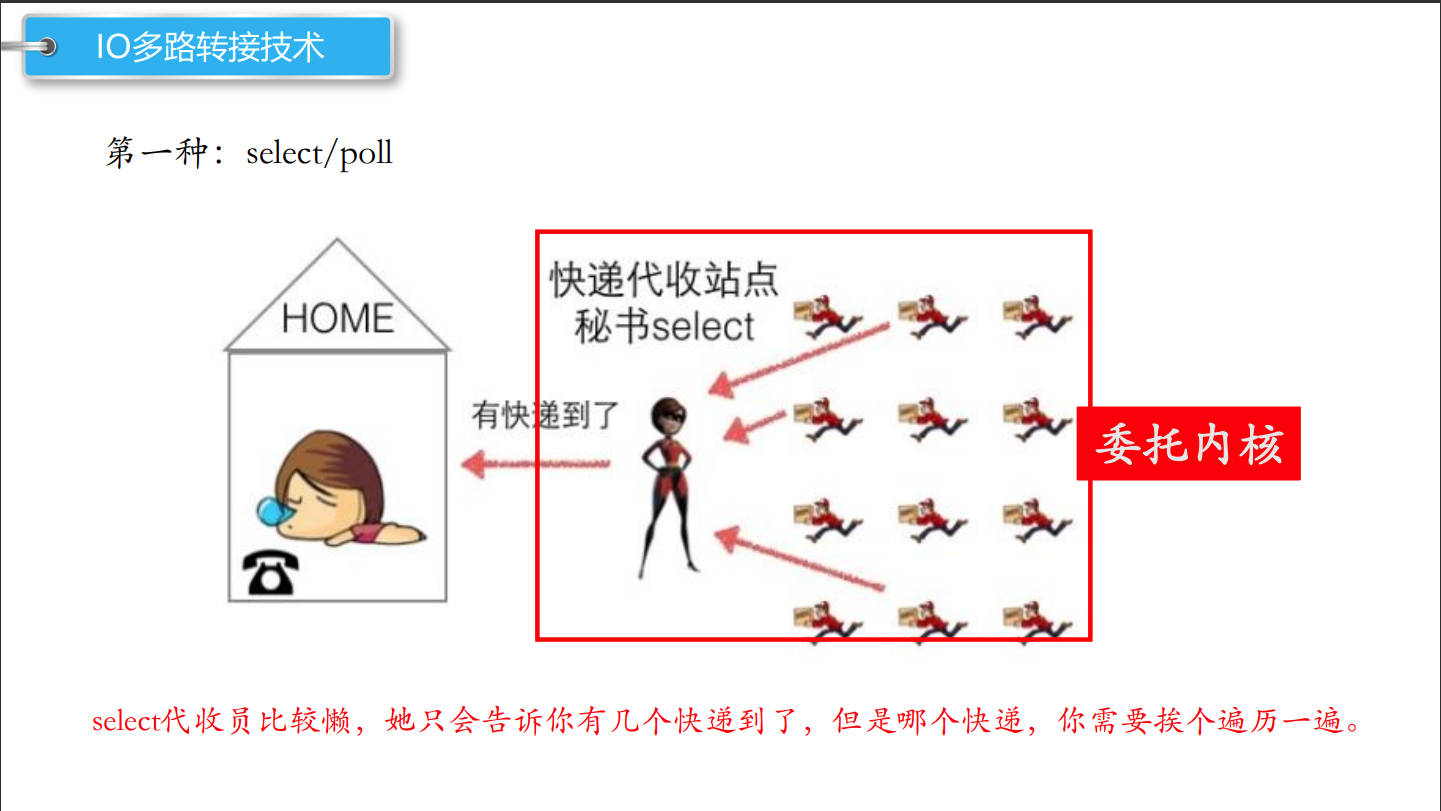 IO多路转接技术
第一种：select/poll
HOME
快递代收站点
秘书select
有快递到了
委托内核
select代收员比较懒，她只会告诉你有几个快递到了，但是哪个快递，你需要挨个遍历一遍。